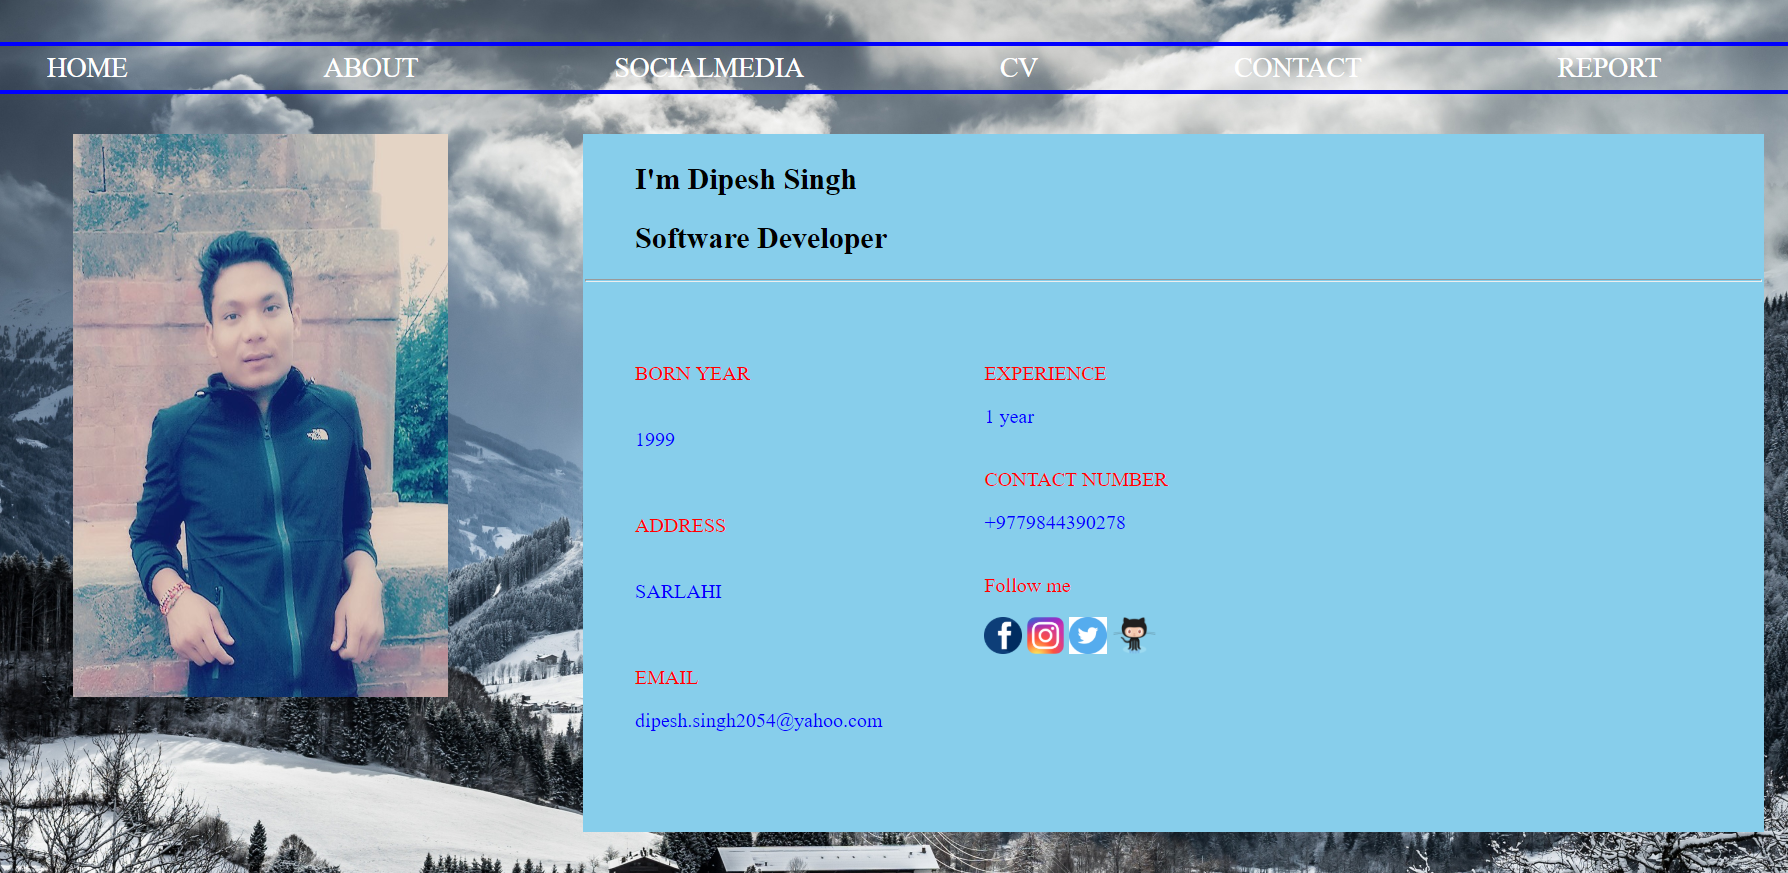 HOME ABOUT SOCIALMEDIA CV CONTACT REPORT
I'm Dipesh Singh
Software Developer
BORN YEAR
1999
ADDRESS
SARLAHI
EMAIL
dipesh.singh2054@yahoo.com
EXPERIENCE
1 year
CONTACT NUMBER
+9779844390278
Follow me